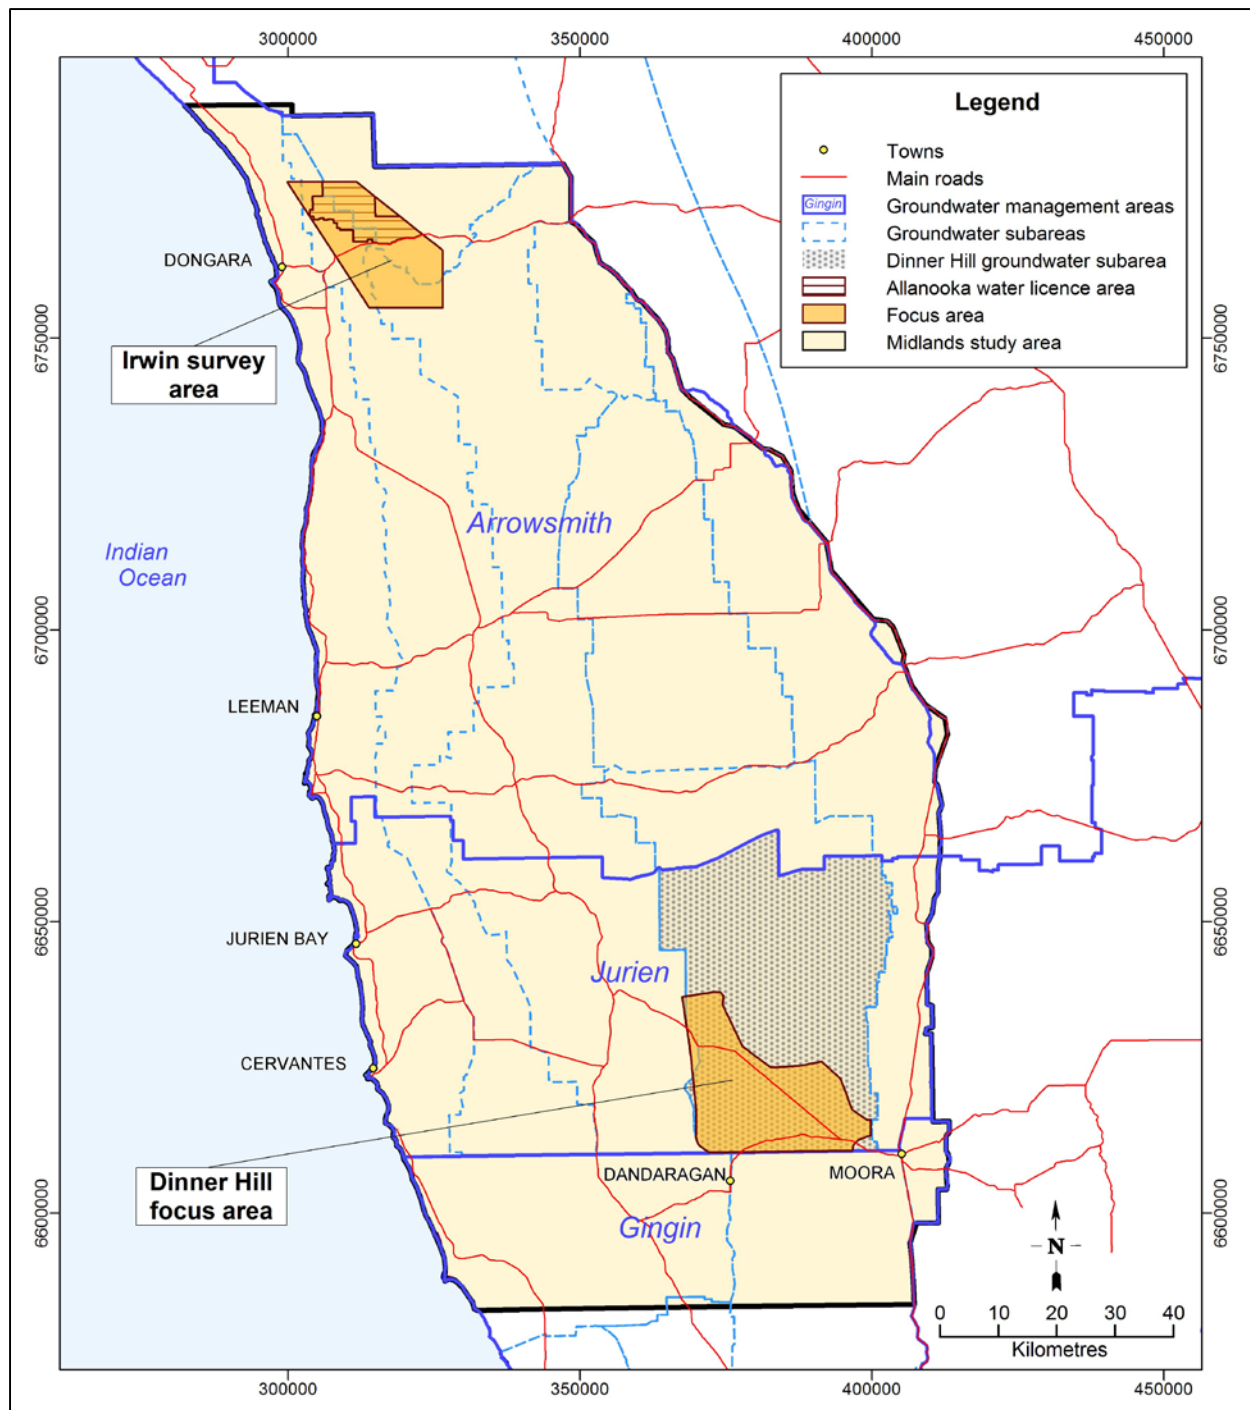 300000
350000
400000
450000
Legend
Towns
Main roads
Gingin
Groundwater management areas
Groundwater subareas
Dinner Hill groundwater subarea
Allanooka water licence area
Focus area
Midlands study area
DONGARA
6750000
6750000
Irwin survey
area
Arrowsmith
Indian
Ocean
6700000
6700000
LEEMAN
6650000
6650000
JURIEN BAY
Jurien
CERVANTES
Dinner Hill
focus area
DANDARAGAN
MOORA
6600000
6600000
Gingin
N
0 10 20 30 40
Kilometres
300000
350000
400000
450000